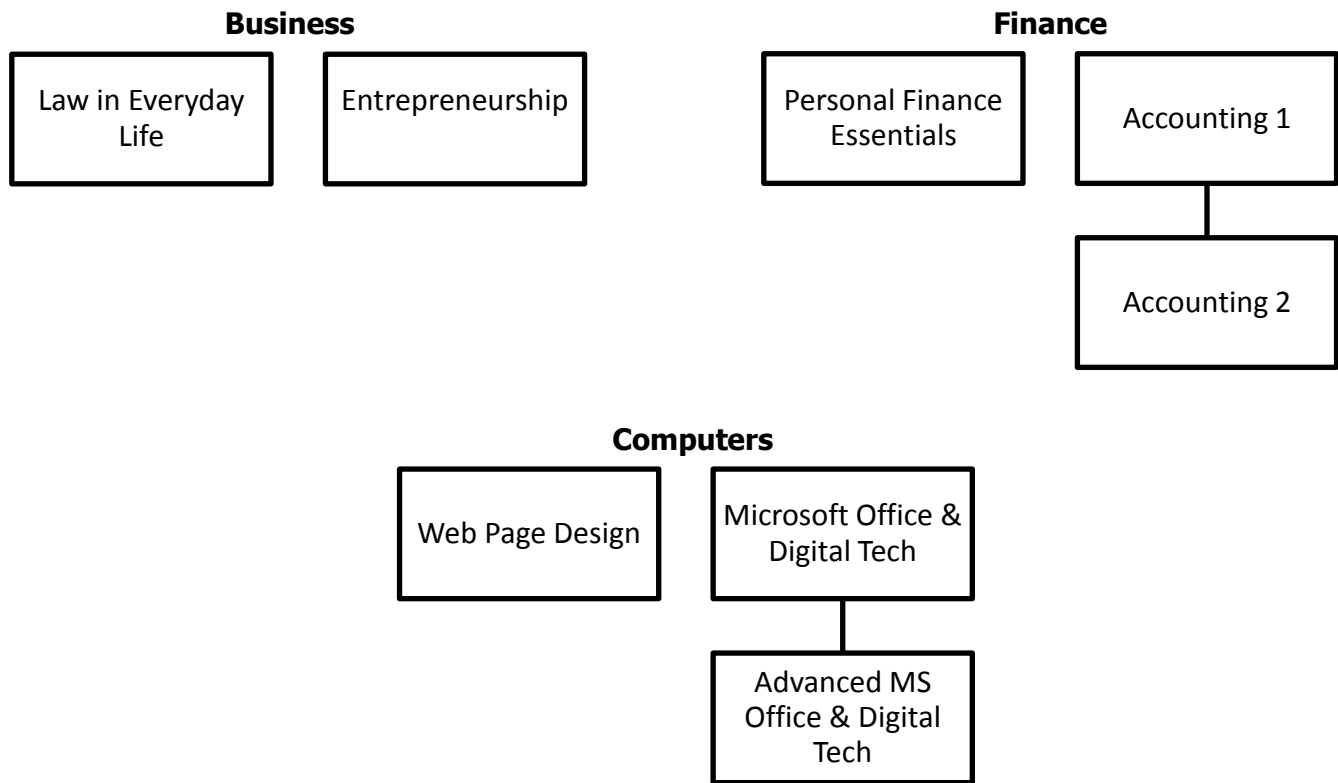 Business
Law in Everyday
Life
Entrepreneurship
Finance
Personal Finance
Essentials
Accounting 1
Accounting 2
Computers
Web Page Design
Microsoft Office &
Digital Tech
Advanced MS
Office & Digital
Tech